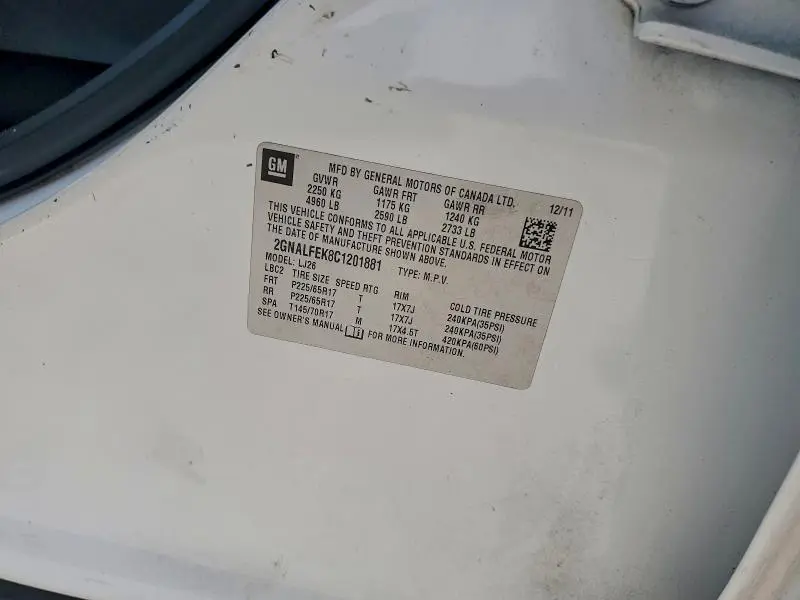 GM
MFD BY GENERAL MOTORS OF CANADA LTD.
12/11
GVWR GAWR FRT GAWR RR
2250 KG 1175 KG 1240 KG
4960 LB 2590 LB 2733 LB
THIS VEHICLE CONFORMS TO ALL APPLICABLE U.S. FEDERAL MOTOR
VEHICLE SAFETY AND THEFT PREVENTION STANDARDS IN EFFECT ON
THE DATE OF MANUFACTURE SHOWN ABOVE.
2GNALFEK8C1201881 TYPE: M.P.V.
MODEL: LJ26
LBC2 TIRE SIZE SPEED RTG RIM COLD TIRE PRESSURE
FRT P225/65R17 T 17X7J 240KPA(35PSI)
RR P225/65R17 T 17X7J 240KPA(35PSI)
SPA T145/70R17 M 17X4.5T 420KPA(60PSI)
SEE OWNER'S MANUAL FOR MORE INFORMATION.